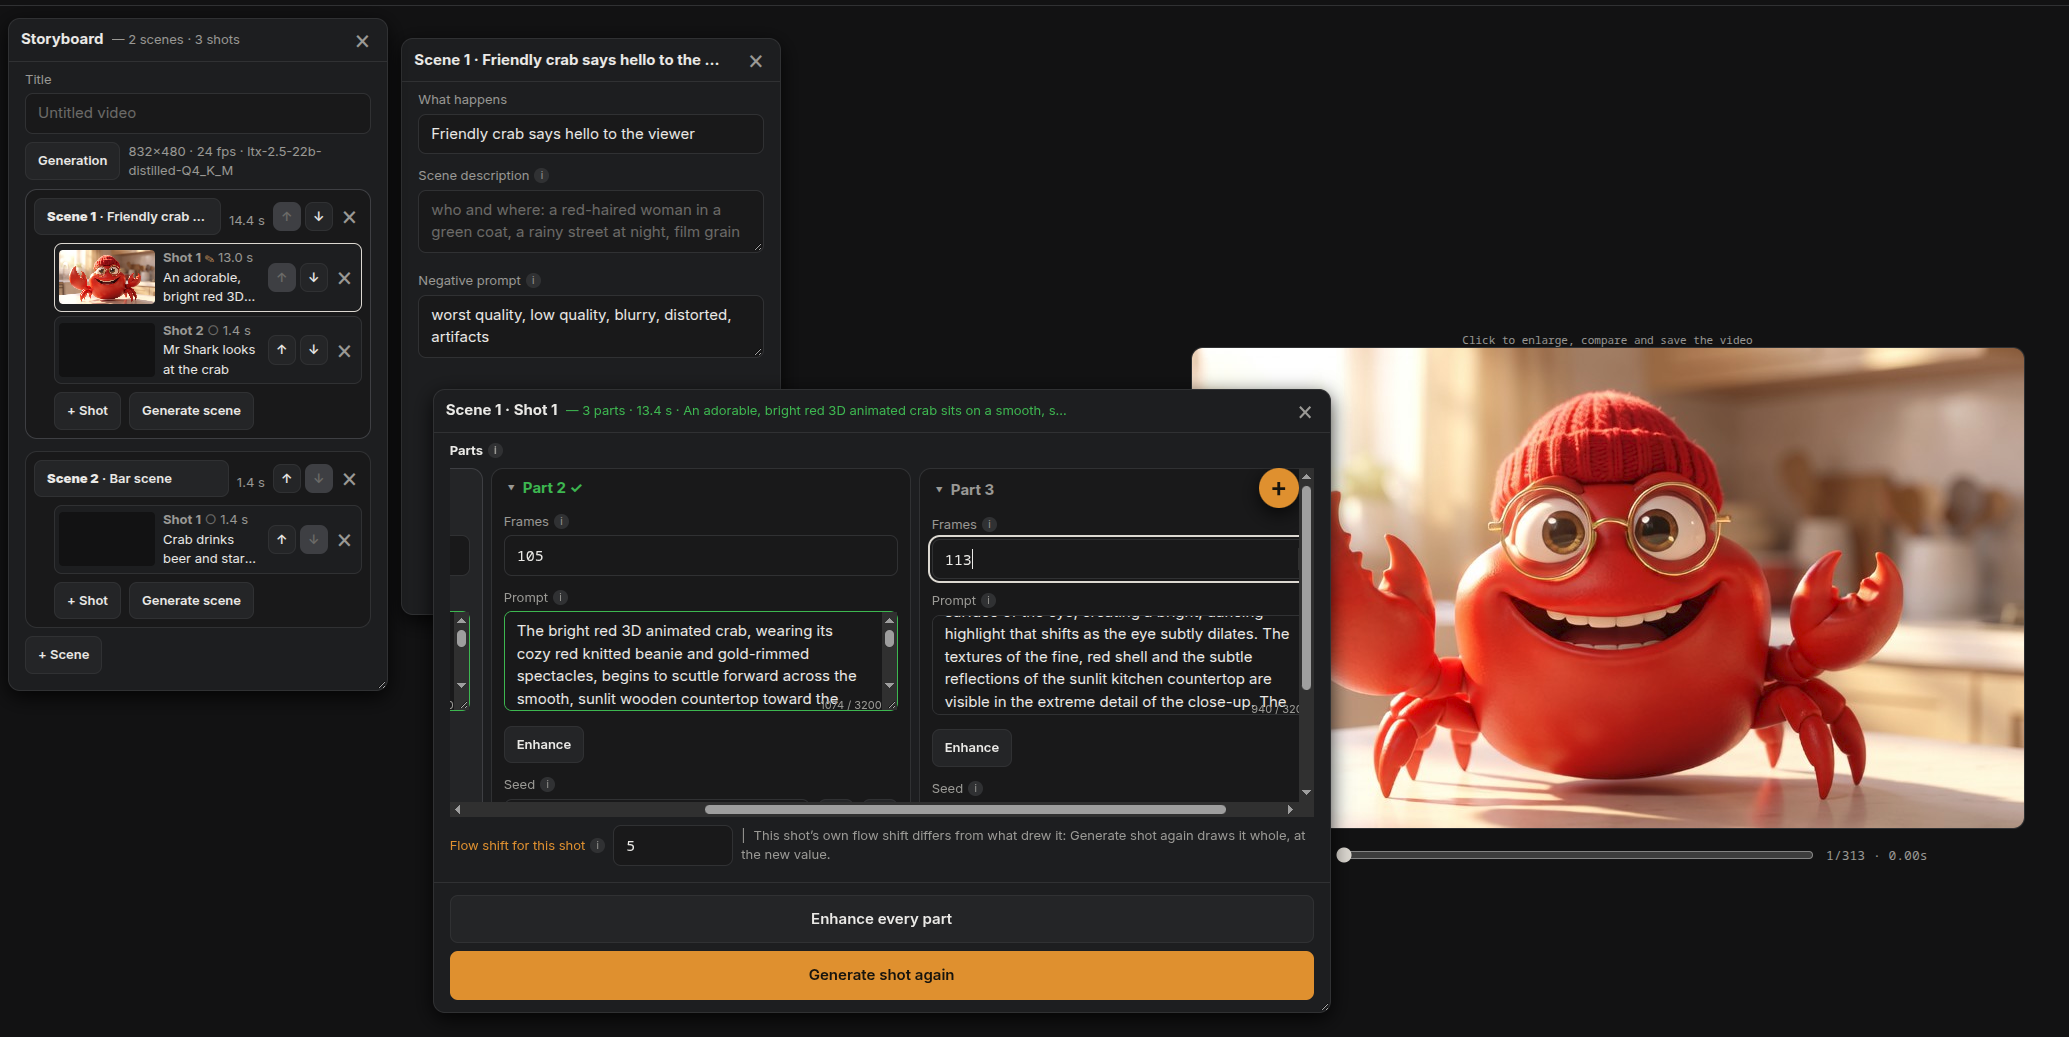 Storyboard — 2 scenes · 3 shots
Title
Untitled video
Generation
832×480 · 24 fps · ltx-2.5-22b-
distilled-Q4_K_M
Scene 1 · Friendly crab ... 14.4 s
Shot 1 ✎ 13.0 s
An adorable,
bright red 3D...
Shot 2 ○ 1.4 s
Mr Shark looks
at the crab
+ Shot
Generate scene
Scene 2 · Bar scene 1.4 s
Shot 1 ○ 1.4 s
Crab drinks
beer and star...
+ Shot
Generate scene
+ Scene
Scene 1 · Friendly crab says hello to the ...
What happens
Friendly crab says hello to the viewer
Scene description i
who and where: a red-haired woman in a
green coat, a rainy street at night, film grain
Negative prompt i
worst quality, low quality, blurry, distorted,
artifacts
Scene 1 · Shot 1 — 3 parts · 13.4 s · An adorable, bright red 3D animated crab sits on a smooth, s...
Parts i
Part 2 ✓
Frames i
105
Prompt i
The bright red 3D animated crab, wearing its
cozy red knitted beanie and gold-rimmed
spectacles, begins to scuttle forward across the
smooth, sunlit wooden countertop toward the
1074 / 3200
Enhance
Seed i
Part 3
+
Frames i
113
Prompt i
highlight that shifts as the eye subtly dilates. The
textures of the fine, red shell and the subtle
reflections of the sunlit kitchen countertop are
visible in the extreme detail of the close-up. The
940 / 320
Enhance
Seed i
Flow shift for this shot i
5
This shot's own flow shift differs from what drew it: Generate shot again draws it whole, at
the new value.
Enhance every part
Generate shot again
Click to enlarge, compare and save the video
1/313 · 0.00s